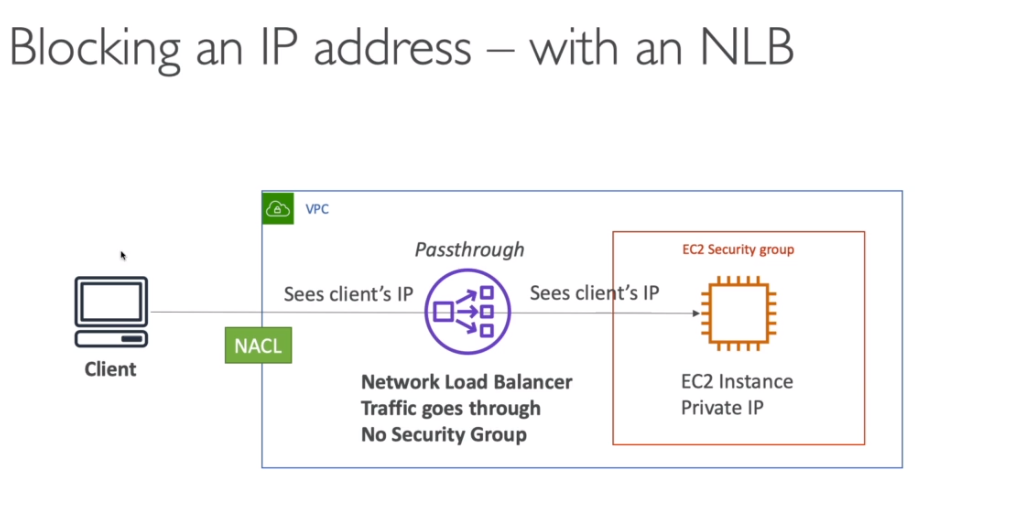 Blocking an IP address – with an NLB
VPC
Passthrough
EC2 Security group
Sees client's IP
Sees client's IP
NACL
Client
Network Load Balancer
Traffic goes through
No Security Group
EC2 Instance
Private IP